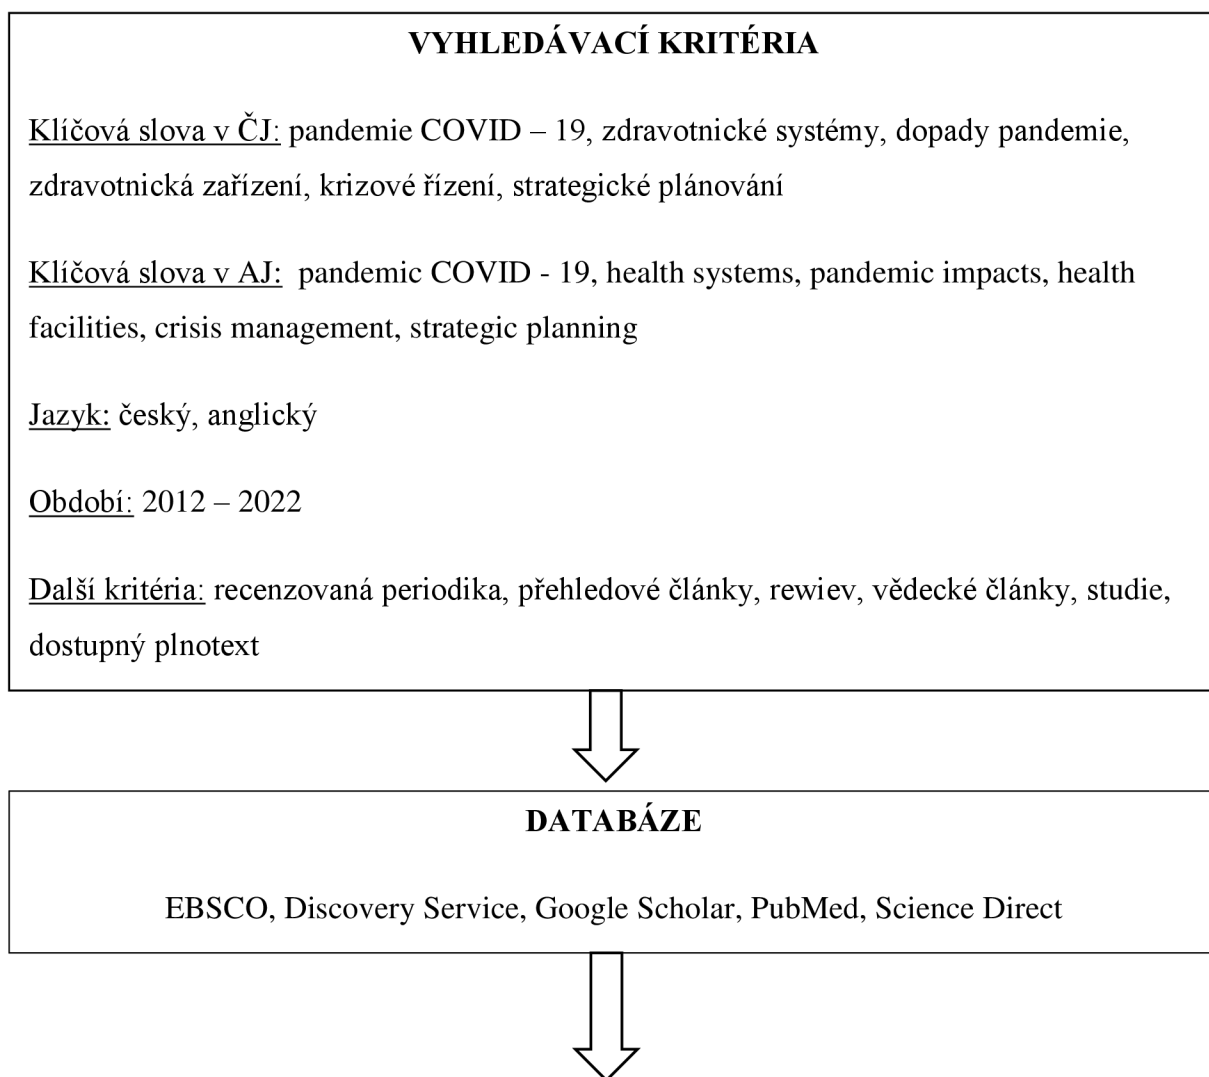 VYHLEDÁVACÍ KRITÉRIA
Klíčová slova v ČJ: pandemie COVID – 19, zdravotnické systémy, dopady pandemie,
zdravotnická zařízení, krizové řízení, strategické plánování
Klíčová slova v AJ:  pandemic COVID - 19, health systems, pandemic impacts, health
facilities, crisis management, strategic planning
Jazyk: český, anglický
Období: 2012 – 2022
Další kritéria: recenzovaná periodika, přehledové články, rewiev, vědecké články, studie,
dostupný plnotext
DATABÁZE
EBSCO, Discovery Service, Google Scholar, PubMed, Science Direct